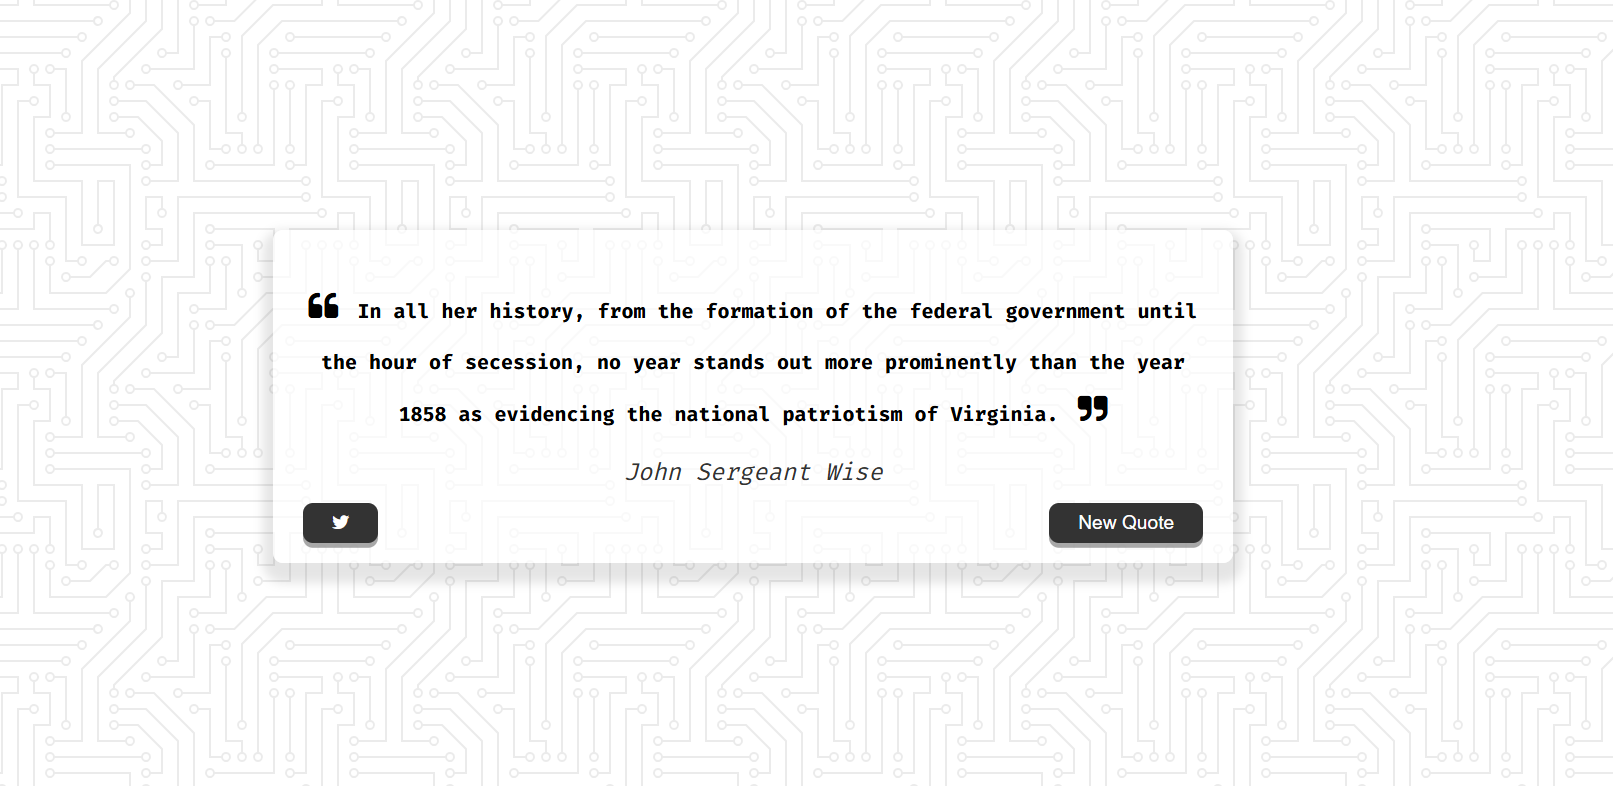 ❝ In all her history, from the formation of the federal government until
the hour of secession, no year stands out more prominently than the year
1858 as evidencing the national patriotism of Virginia. ❞
John Sergeant Wise
New Quote